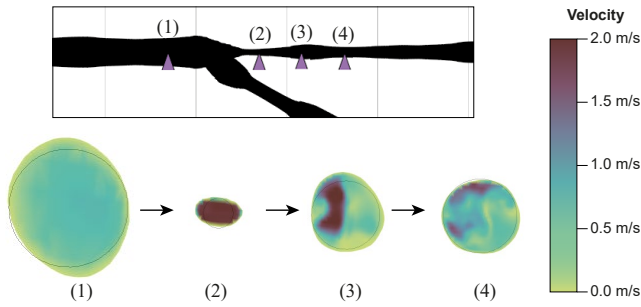 Velocity
(1)
(2)
(3)
(4)
2.0 m/s
1.5 m/s
1.0 m/s
0.5 m/s
0.0 m/s
(1)
(2)
(3)
(4)